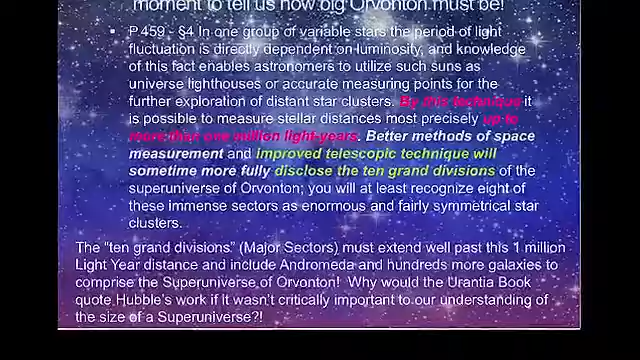 moment to tell us how big Orvonton must be!
• P.459 - §4 In one group of variable stars the period of light
fluctuation is directly dependent on luminosity, and knowledge
of this fact enables astronomers to utilize such suns as
universe lighthouses or accurate measuring points for the
further exploration of distant star clusters. By this technique it
is possible to measure stellar distances most precisely up to
more than one million light-years. Better methods of space
measurement and improved telescopic technique will
sometime more fully disclose the ten grand divisions of the
superuniverse of Orvonton; you will at least recognize eight of
these immense sectors as enormous and fairly symmetrical star
clusters.
The "ten grand divisions" (Major Sectors) must extend well past this 1 million
Light Year distance and include Andromeda and hundreds more galaxies to
comprise the Superuniverse of Orvonton! Why would the Urantia Book
quote Hubble's work if It wasn't critically important to our understanding of
the size of a Superuniverse?!